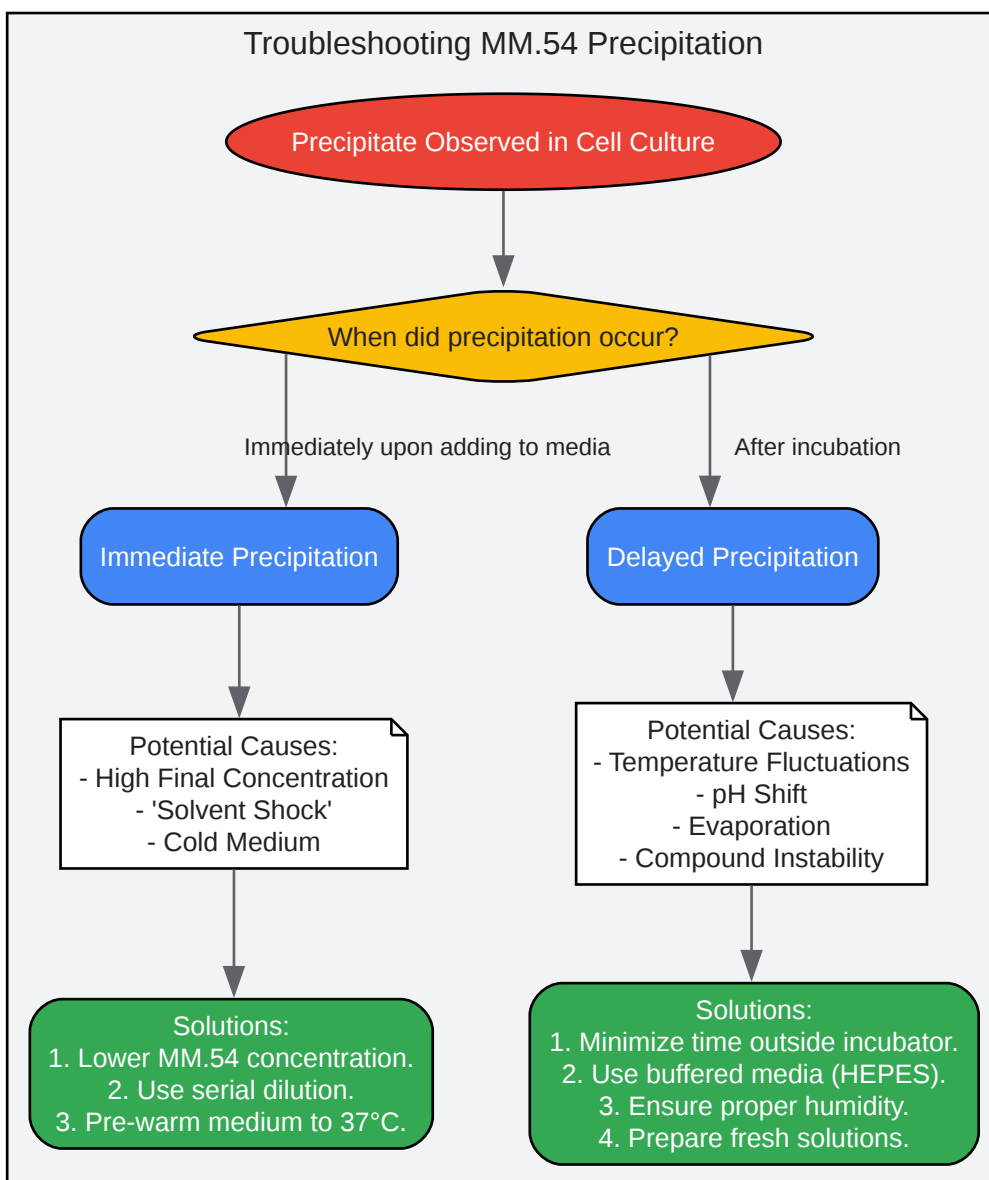 Troubleshooting MM.54 Precipitation
Precipitate Observed in Cell Culture
When did precipitation occur?
Immediately upon adding to media
After incubation
Immediate Precipitation
Delayed Precipitation
Potential Causes:
- High Final Concentration
- 'Solvent Shock'
- Cold Medium
Potential Causes:
- Temperature Fluctuations
- pH Shift
- Evaporation
- Compound Instability
Solutions:
1. Lower MM.54 concentration.
2. Use serial dilution.
3. Pre-warm medium to 37°C.
Solutions:
1. Minimize time outside incubator.
2. Use buffered media (HEPES).
3. Ensure proper humidity.
4. Prepare fresh solutions.